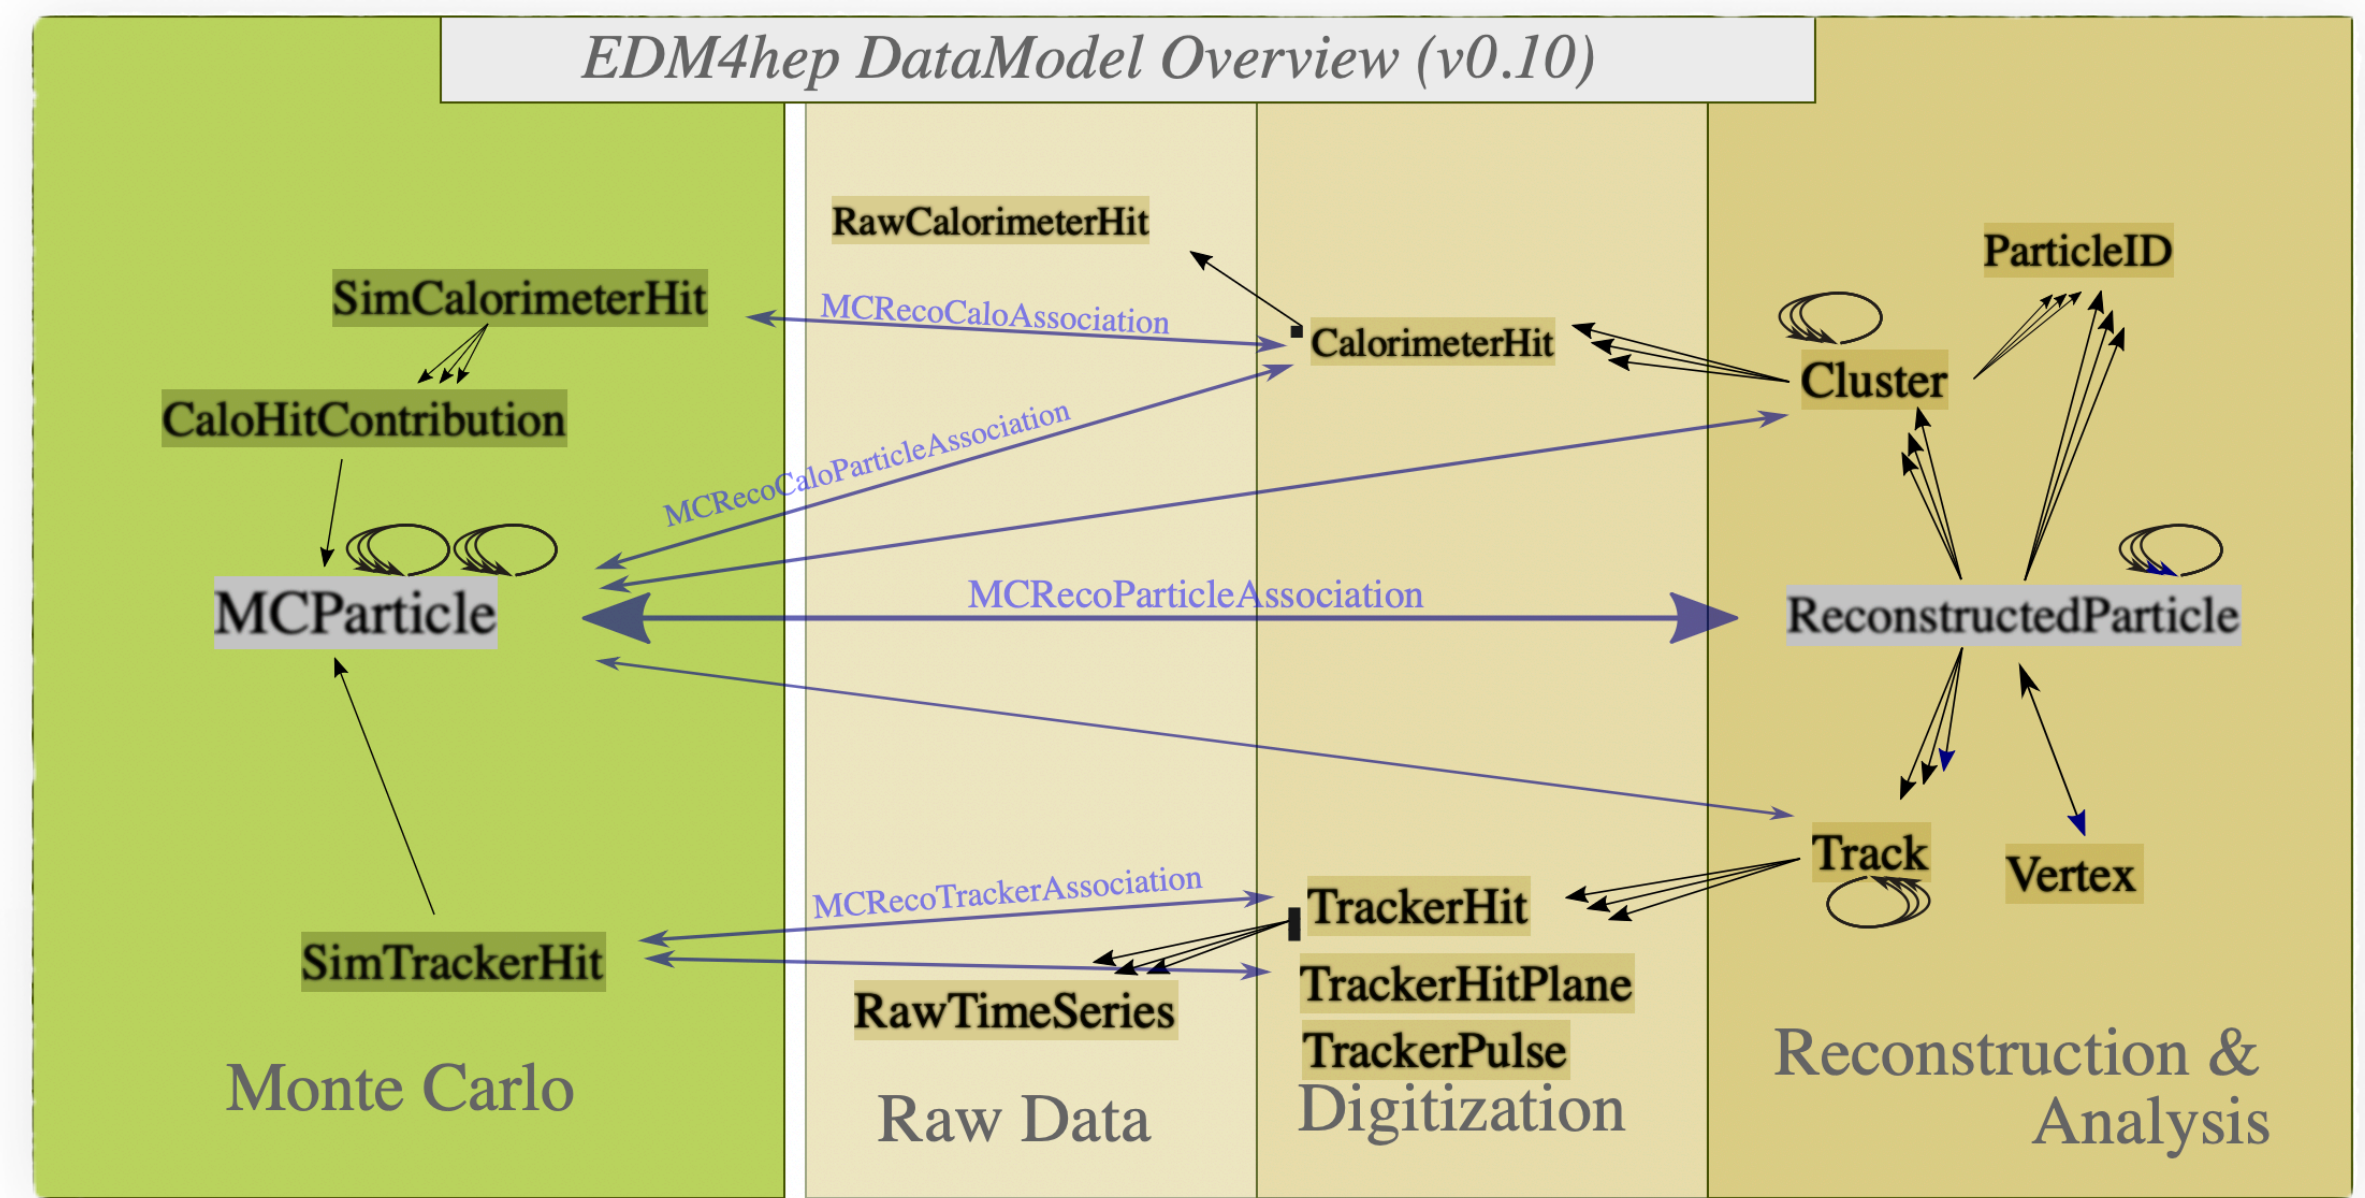 EDM4hep DataModel Overview (v0.10)
RawCalorimeterHit
ParticleID
SimCalorimeterHit
MCRecoCaloAssociation
CalorimeterHit
Cluster
CaloHitContribution
MCRecoCaloParticleAssociation
MCParticle
MCRecoParticleAssociation
ReconstructedParticle
Track
Vertex
MCRecoTrackerAssociation
TrackerHit
SimTrackerHit
TrackerHitPlane
RawTimeSeries
TrackerPulse
Monte Carlo
Raw Data
Digitization
Reconstruction &
Analysis